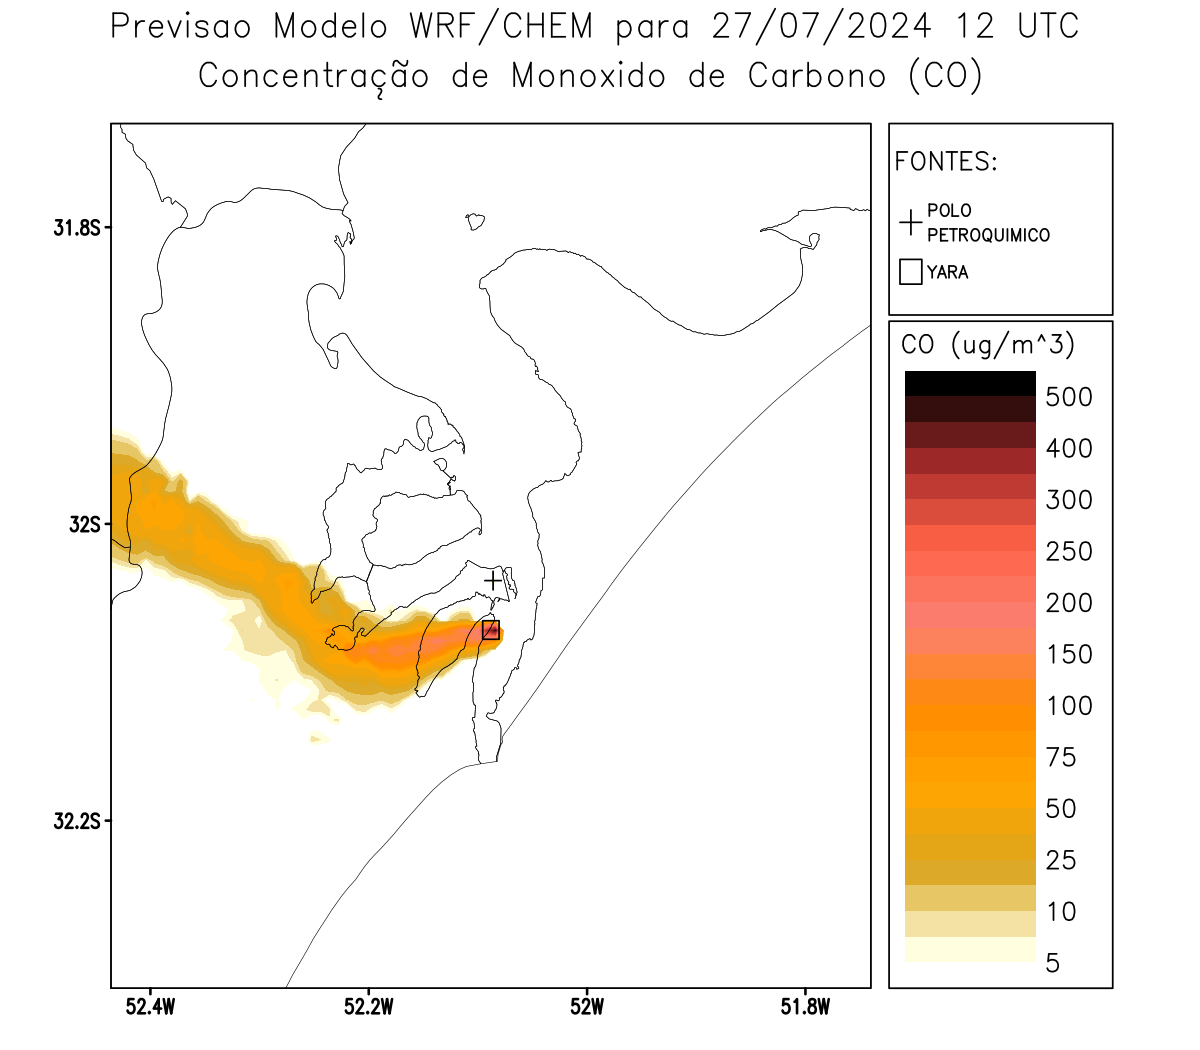 Previsao Modelo WRF/CHEM para 27/07/2024 12 UTC
Concentração de Monoxido de Carbono (CO)
FONTES:
POLO
PETROQUIMICO
YARA
CO (ug/m^3)
500
400
300
250
200
150
100
75
50
25
10
5
31.8S
32S
32.2S
52.4W
52.2W
52W
51.8W